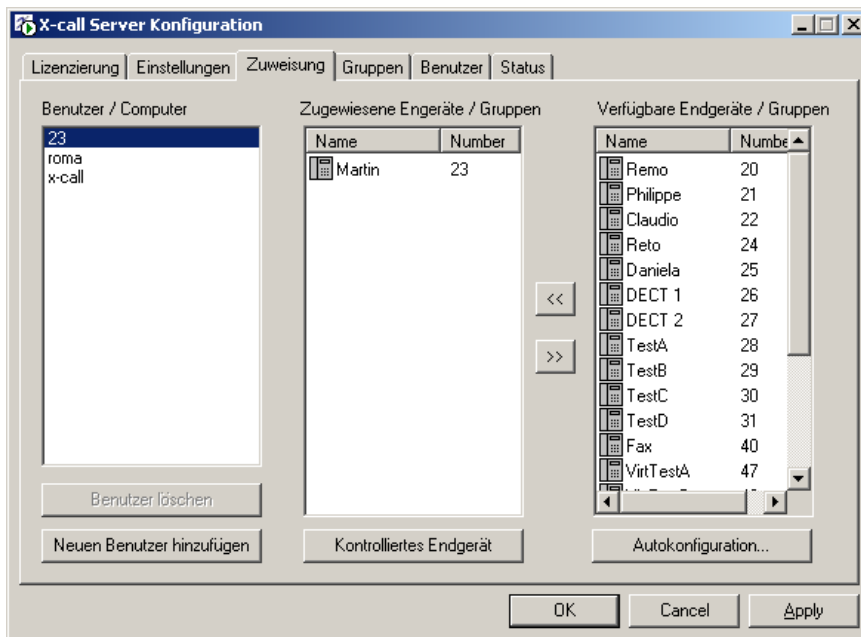 X-call Server Konfiguration
Lizenzierung Einstellungen Zuweisung Gruppen Benutzer Status
Benutzer / Computer
23
roma
x-call
Benutzer löschen
Neuen Benutzer hinzufügen
Zugewiesene Engeräte / Gruppen
Name Number
Martin 23
Kontrolliertes Endgerät
<<
>>
Verfügbare Endgeräte / Gruppen
Name Numbe
Remo 20
Philippe 21
Claudio 22
Reto 24
Daniela 25
DECT 1 26
DECT 2 27
TestA 28
TestB 29
TestC 30
TestD 31
Fax 40
VirtTestA 47
Autokonfiguration...
OK Cancel Apply